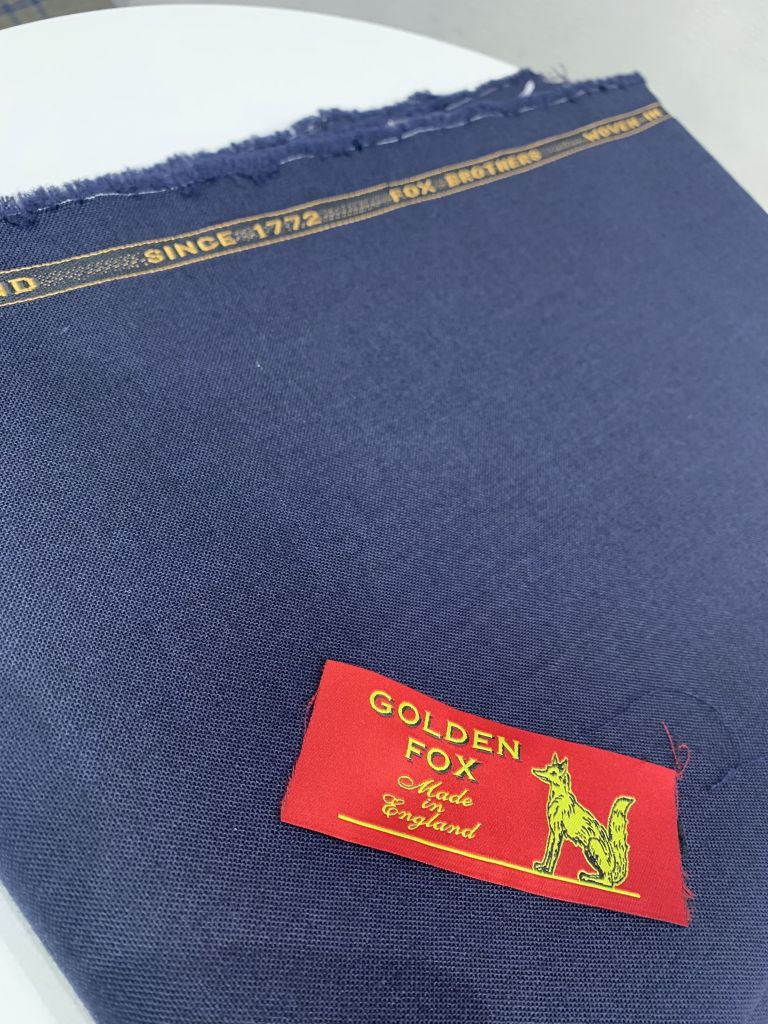 ND SINCE 1772 FOX BROTHERS WOVEN IN
GOLDEN
FOX
Made
in
England